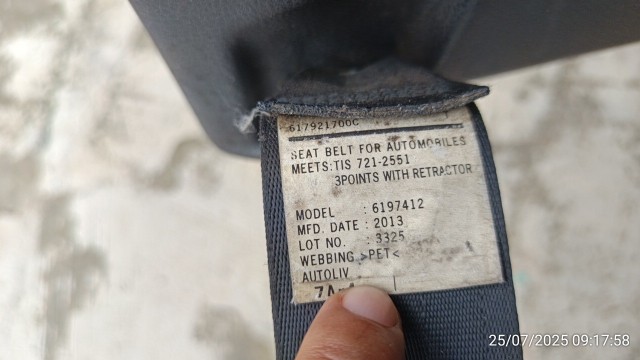 617921700C
SEAT BELT FOR AUTOMOBILES
MEETS:TIS 721-2551
3POINTS WITH RETRACTOR
MODEL : 6197412
MFD. DATE : 2013
LOT NO. : 3325
WEBBING >PET<
AUTOLIV
25/07/2025 09:17:58